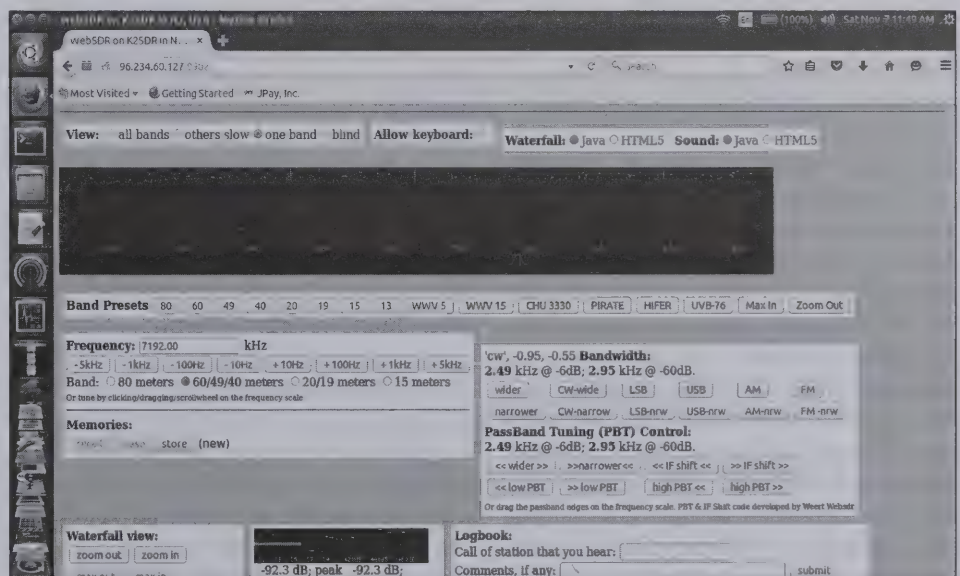 (100%) Sat Nov 7 11:49 AM
webSDR on K2SDR in N...
96.234.60.127
Search
Most Visited Getting Started JPay, Inc.
View: all bands others slow one band blind Allow keyboard:
Waterfall: Java HTML5 Sound: Java HTML5
Band Presets 80 60 49 40 20 19 15 13 WWV 5 WWV 15 CHU 3330 PIRATE HIFER UVB-76 Max In Zoom Out
Frequency: 7192.00 kHz
-5kHz -1kHz -100Hz -10Hz +10Hz +100Hz +1kHz +5kHz
Band: 80 meters 60/49/40 meters 20/19 meters 15 meters
Or tune by clicking/dragging/scrollwheel on the frequency scale
Memories:
store (new)
'cw', -0.95, -0.55 Bandwidth:
2.49 kHz @ -6dB; 2.95 kHz @ -60dB.
wider CW-wide LSB USB AM FM
narrower CW-narrow LSB-nrw USB-nrw AM-nrw FM -nrw
PassBand Tuning (PBT) Control:
2.49 kHz @ -6dB; 2.95 kHz @ -60dB.
<< wider >> >>narrower<< << IF shift << >> IF shift >>
<< low PBT >> low PBT high PBT << high PBT >>
Or drag the passband edges on the frequency scale. PBT & IF Shift code developed by Weert Websdr
Waterfall view:
zoom out zoom in
-92.3 dB; peak -92.3 dB;
Logbook:
Call of station that you hear:
Comments, if any: submit